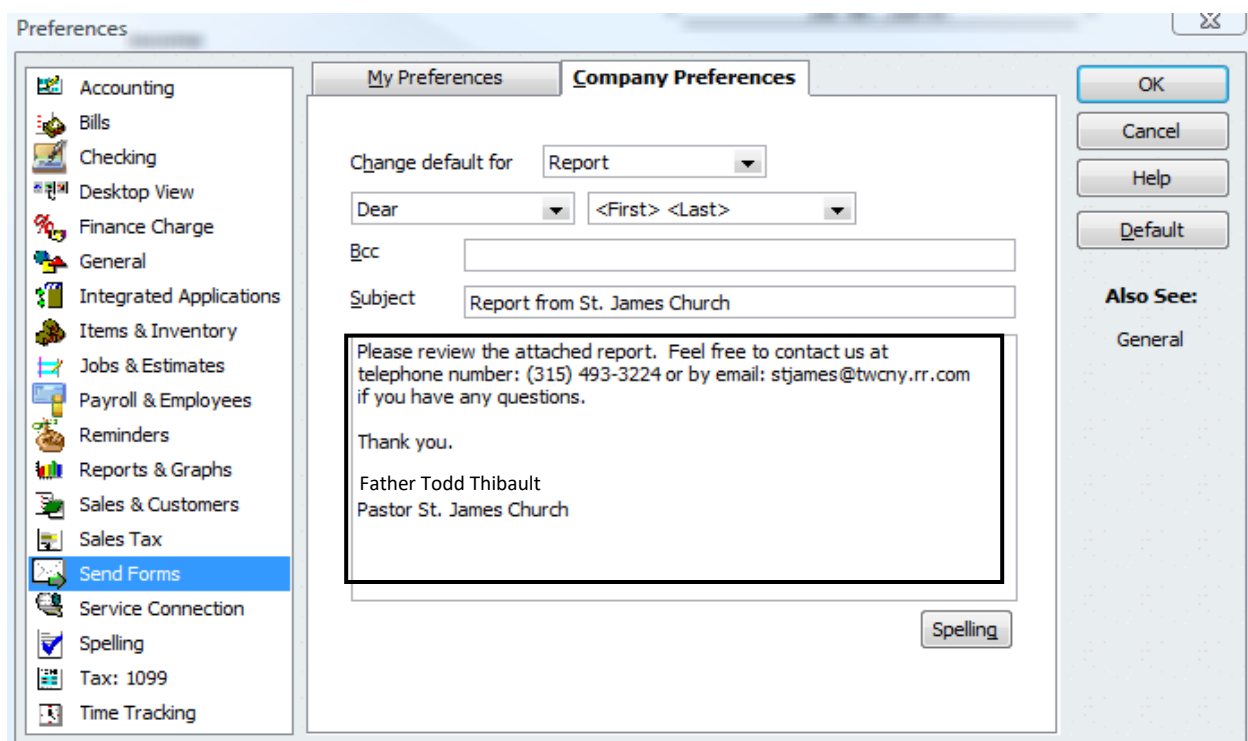 Preferences
Accounting
Bills
Checking
Desktop View
Finance Charge
General
Integrated Applications
Items & Inventory
Jobs & Estimates
Payroll & Employees
Reminders
Reports & Graphs
Sales & Customers
Sales Tax
Send Forms
Service Connection
Spelling
Tax: 1099
Time Tracking
My Preferences
Company Preferences
Change default for Report
Dear <First> <Last>
Bcc
Subject Report from St. James Church
Please review the attached report. Feel free to contact us at
telephone number: (315) 493-3224 or by email: stjames@twcny.rr.com
if you have any questions.
Thank you.
Father Todd Thibault
Pastor St. James Church
Spelling
OK
Cancel
Help
Default
Also See:
General